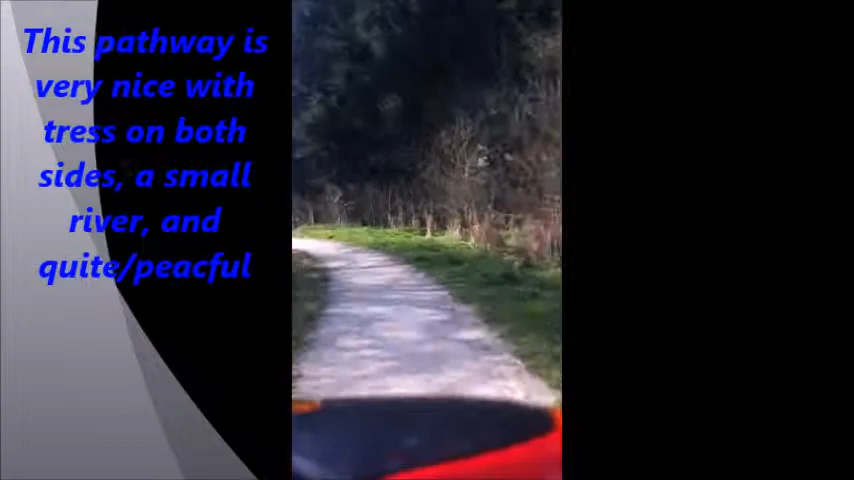 This pathway is
very nice with
tress on both
sides, a small
river, and
quite/peacful